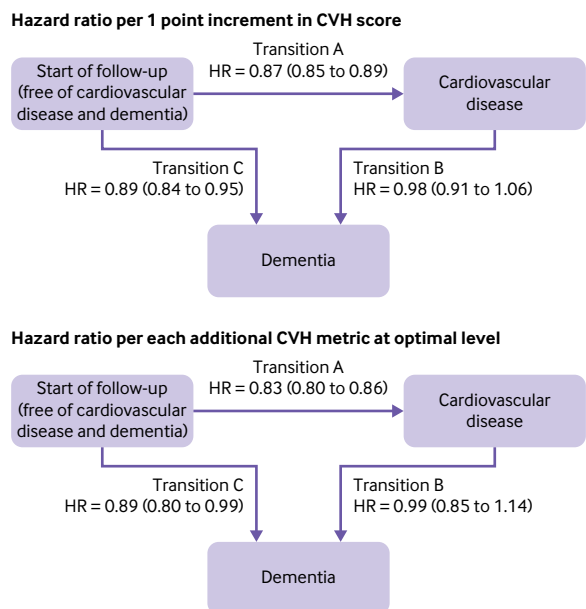 Hazard ratio per 1 point increment in CVH score
Transition A
HR = 0.87 (0.85 to 0.89)
Start of follow-up
(free of cardiovascular
disease and dementia)
Cardiovascular
disease
Transition C
HR = 0.89 (0.84 to 0.95)
Transition B
HR = 0.98 (0.91 to 1.06)
Dementia
Hazard ratio per each additional CVH metric at optimal level
Transition A
HR = 0.83 (0.80 to 0.86)
Start of follow-up
(free of cardiovascular
disease and dementia)
Cardiovascular
disease
Transition C
HR = 0.89 (0.80 to 0.99)
Transition B
HR = 0.99 (0.85 to 1.14)
Dementia